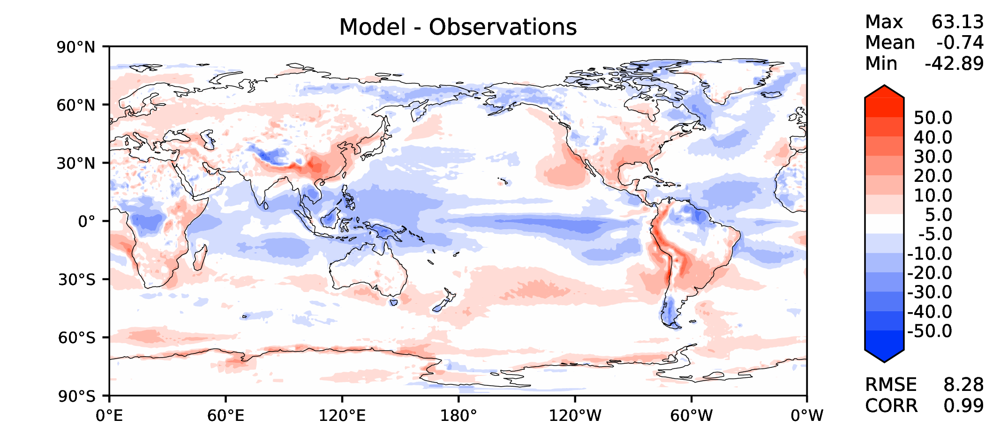 Model - Observations
Max 63.13
Mean -0.74
Min -42.89
90°N
60°N
30°N
0°
30°S
60°S
90°S
0°E 60°E 120°E 180° 120°W 60°W 0°W
50.0
40.0
30.0
20.0
10.0
5.0
-5.0
-10.0
-20.0
-30.0
-40.0
-50.0
RMSE 8.28
CORR 0.99